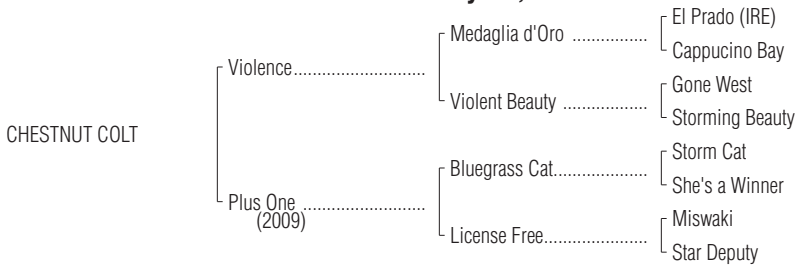 El Prado (IRE)
Medaglia d'Oro ..................
Cappucino Bay
Violence............................
Gone West
Violent Beauty ...................
Storming Beauty
CHESTNUT COLT
Storm Cat
Bluegrass Cat.....................
She's a Winner
Plus One ..........................
(2009)
Miswaki
License Free.......................
Star Deputy